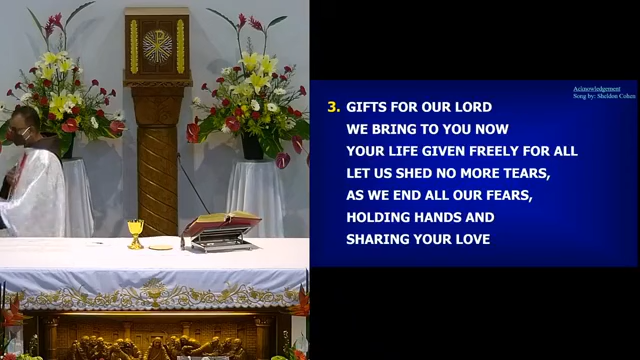 Acknowledgement
Song by: Sheldon Cohen
3. GIFTS FOR OUR LORD
WE BRING TO YOU NOW
YOUR LIFE GIVEN FREELY FOR ALL
LET US SHED NO MORE TEARS,
AS WE END ALL OUR FEARS,
HOLDING HANDS AND
SHARING YOUR LOVE